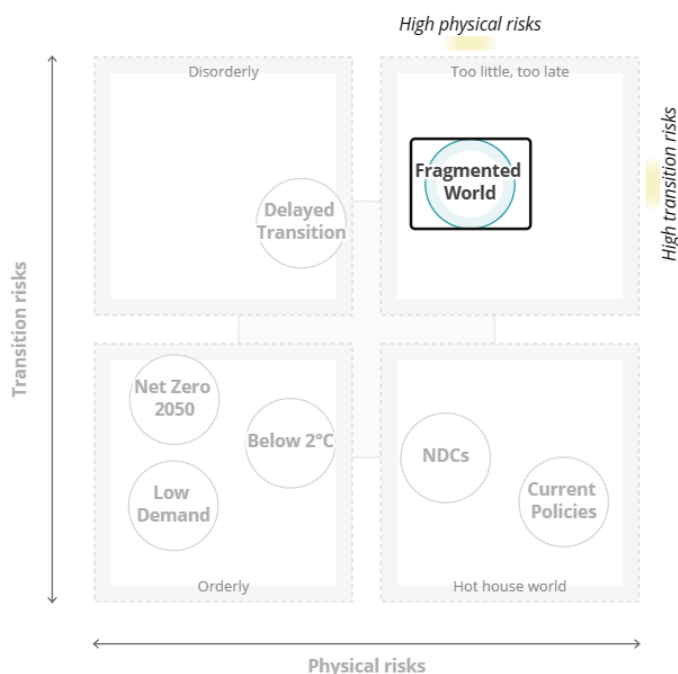 High physical risks
Disorderly
Too little, too late
High transition risks
Fragmented
World
Delayed
Transition
Transition risks
Net Zero
2050
Below 2°C
NDCs
Low
Demand
Current
Policies
Orderly
Hot house world
Physical risks